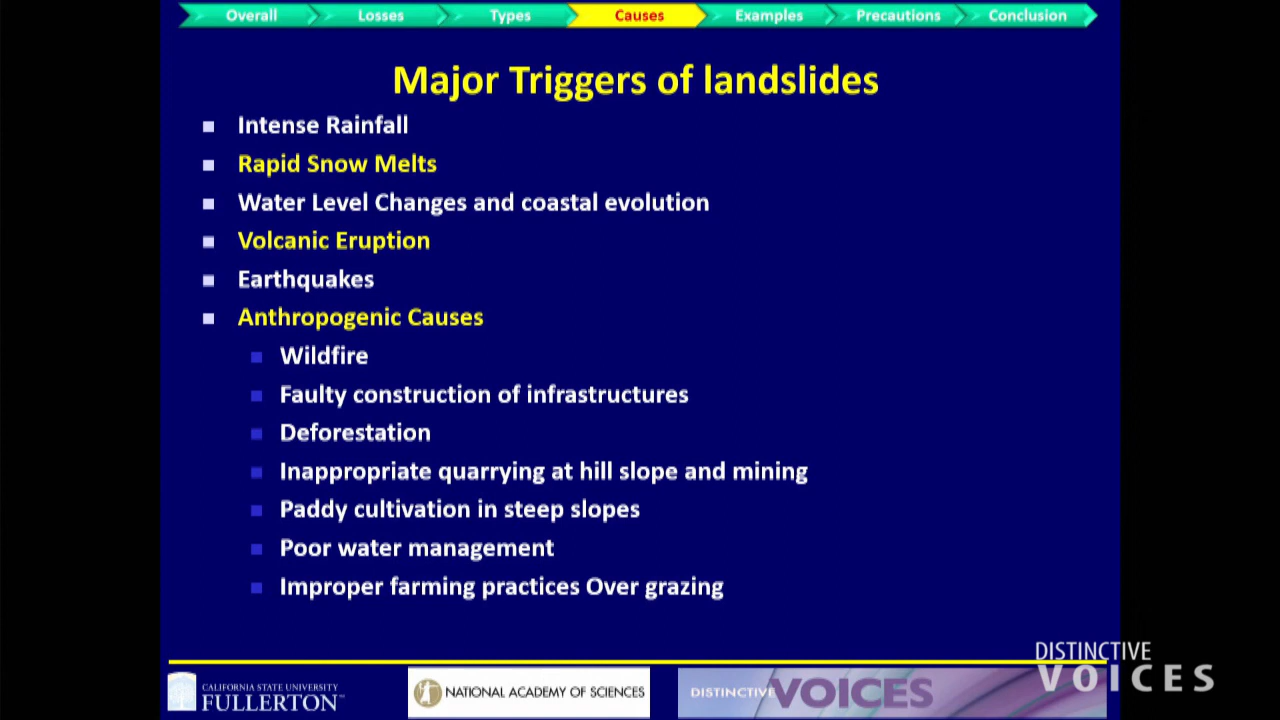 Overall Losses Types Causes Examples Precautions Conclusion
Major Triggers of landslides
Intense Rainfall
Rapid Snow Melts
Water Level Changes and coastal evolution
Volcanic Eruption
Earthquakes
Anthropogenic Causes
Wildfire
Faulty construction of infrastructures
Deforestation
Inappropriate quarrying at hill slope and mining
Paddy cultivation in steep slopes
Poor water management
Improper farming practices Over grazing
CALIFORNIA STATE UNIVERSITY
FULLERTON™
NATIONAL ACADEMY OF SCIENCES
DISTINCTIVE VOICES
DISTINCTIVE
VOICES